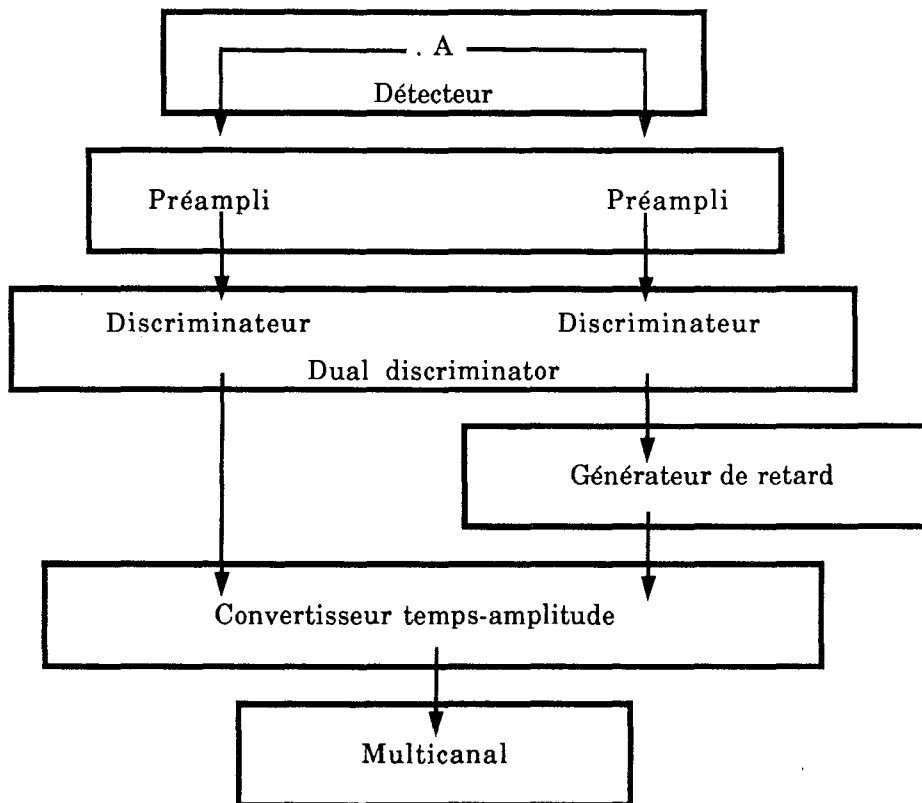 . A
Détecteur
Préampli Préampli
Discriminateur Discriminateur
Dual discriminator
Générateur de retard
Convertisseur temps-amplitude
Multicanal